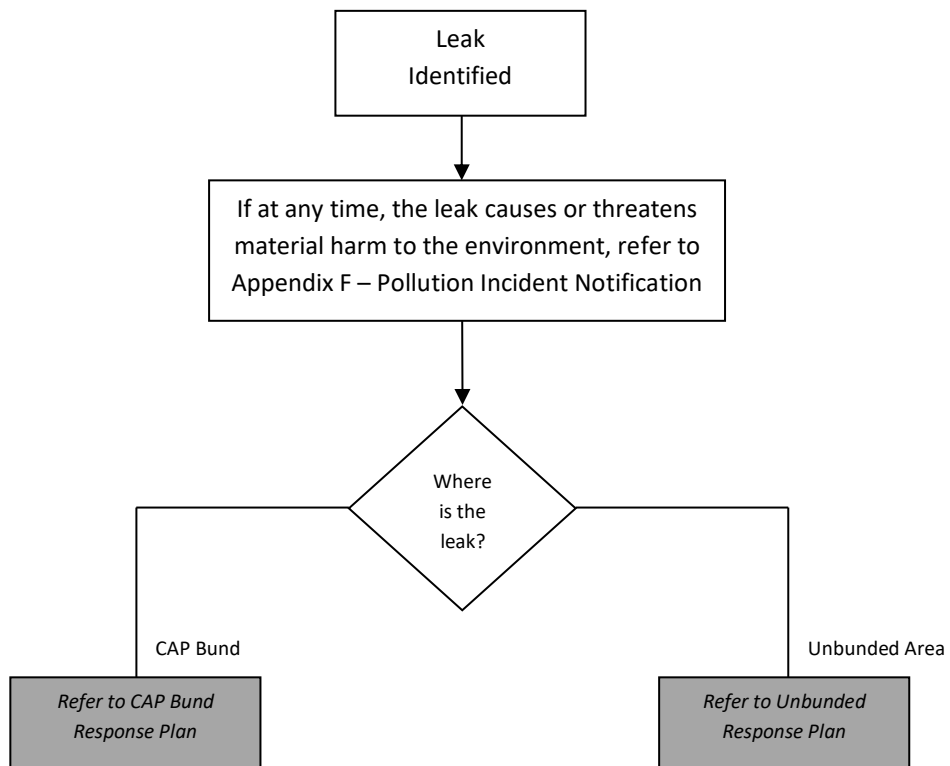 Leak
Identified
If at any time, the leak causes or threatens
material harm to the environment, refer to
Appendix F – Pollution Incident Notification
Where
is the
leak?
CAP Bund
Unbunded Area
Refer to CAP Bund
Response Plan
Refer to Unbunded
Response Plan